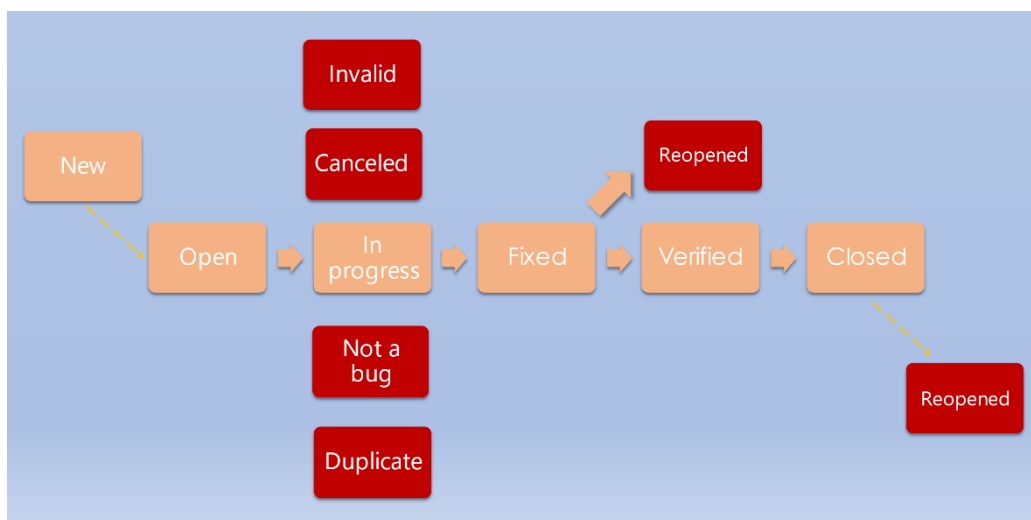 Invalid
Canceled
Reopened
New
Open
In
progress
Fixed
Verified
Closed
Not a
bug
Reopened
Duplicate